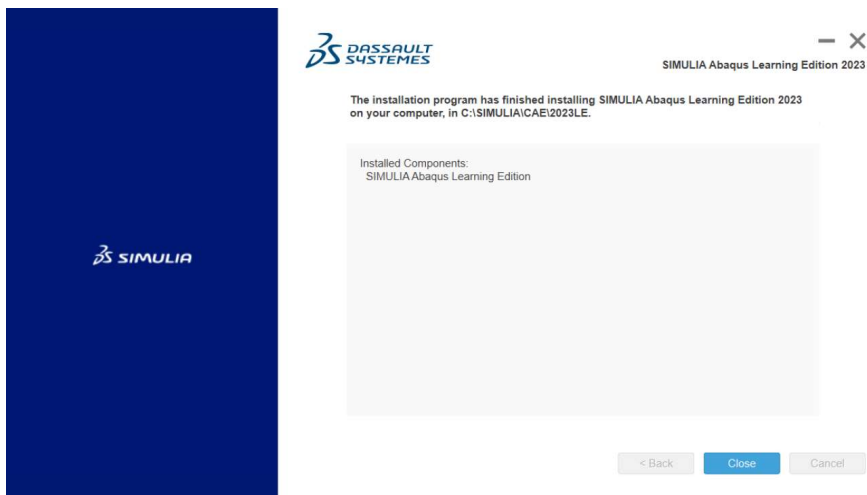 DASSAULT
SYSTEMES
SIMULIA Abaqus Learning Edition 2023
The installation program has finished installing SIMULIA Abaqus Learning Edition 2023
on your computer, in C:\SIMULIA\CAE\2023LE.
Installed Components:
SIMULIA Abaqus Learning Edition
SIMULIA
< Back
Close
Cancel